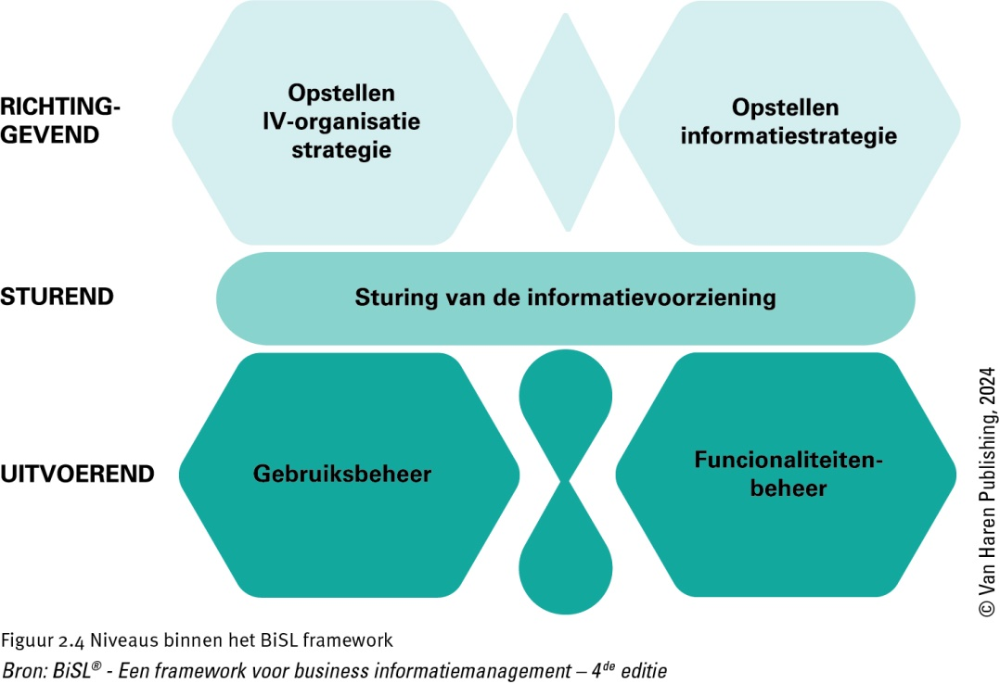 RICHTING-
GEVEND
Opstellen
IV-organisatie
strategie
Opstellen
informatiestrategie
STUREND
Sturing van de informatievoorziening
UITVOEREND
Gebruiksbeheer
Funcionaliteiten-
beheer
© Van Haren Publishing, 2024
Figuur 2.4 Niveaus binnen het BiSL framework
Bron: BiSL® - Een framework voor business informatiemanagement – 4de editie